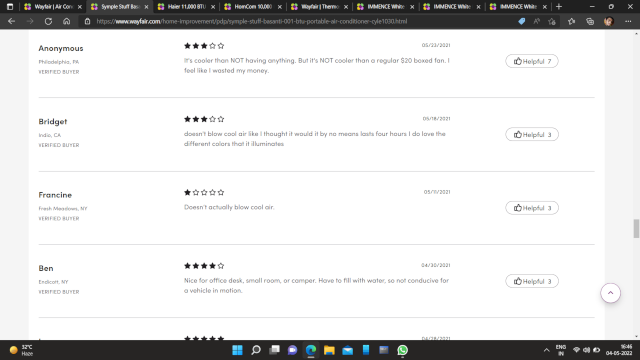 Wayfair | Air Con
Symple Stuff Bas
Haier 11,000 BTU
HomCom 10,000
Wayfair | Therm
IMMENCE White
IMMENCE White
IMMENCE White
https://www.wayfair.com/home-improvement/pdp/symple-stuff-basanti-001-btu-portable-air-conditioner-cyle1030.html
Anonymous
05/23/2021
Philadelphia, PA
VERIFIED BUYER
It's cooler than NOT having anything. But it's NOT cooler than a regular $20 boxed fan. I
feel like I wasted my money.
Helpful 7
Bridget
05/18/2021
Indio, CA
VERIFIED BUYER
doesn't blow cool air like I thought it would it by no means lasts four hours I do love the
different colors that it illuminates
Helpful 3
Francine
05/11/2021
Fresh Meadows, NY
VERIFIED BUYER
Doesn't actually blow cool air.
Helpful 3
Ben
04/30/2021
Endicott, NY
VERIFIED BUYER
Nice for office desk, small room, or camper. Have to fill with water, so not conducive for
a vehicle in motion.
Helpful 3
04/28/2021
32°C
Haze
ENG
IN
16:46
04-05-2022